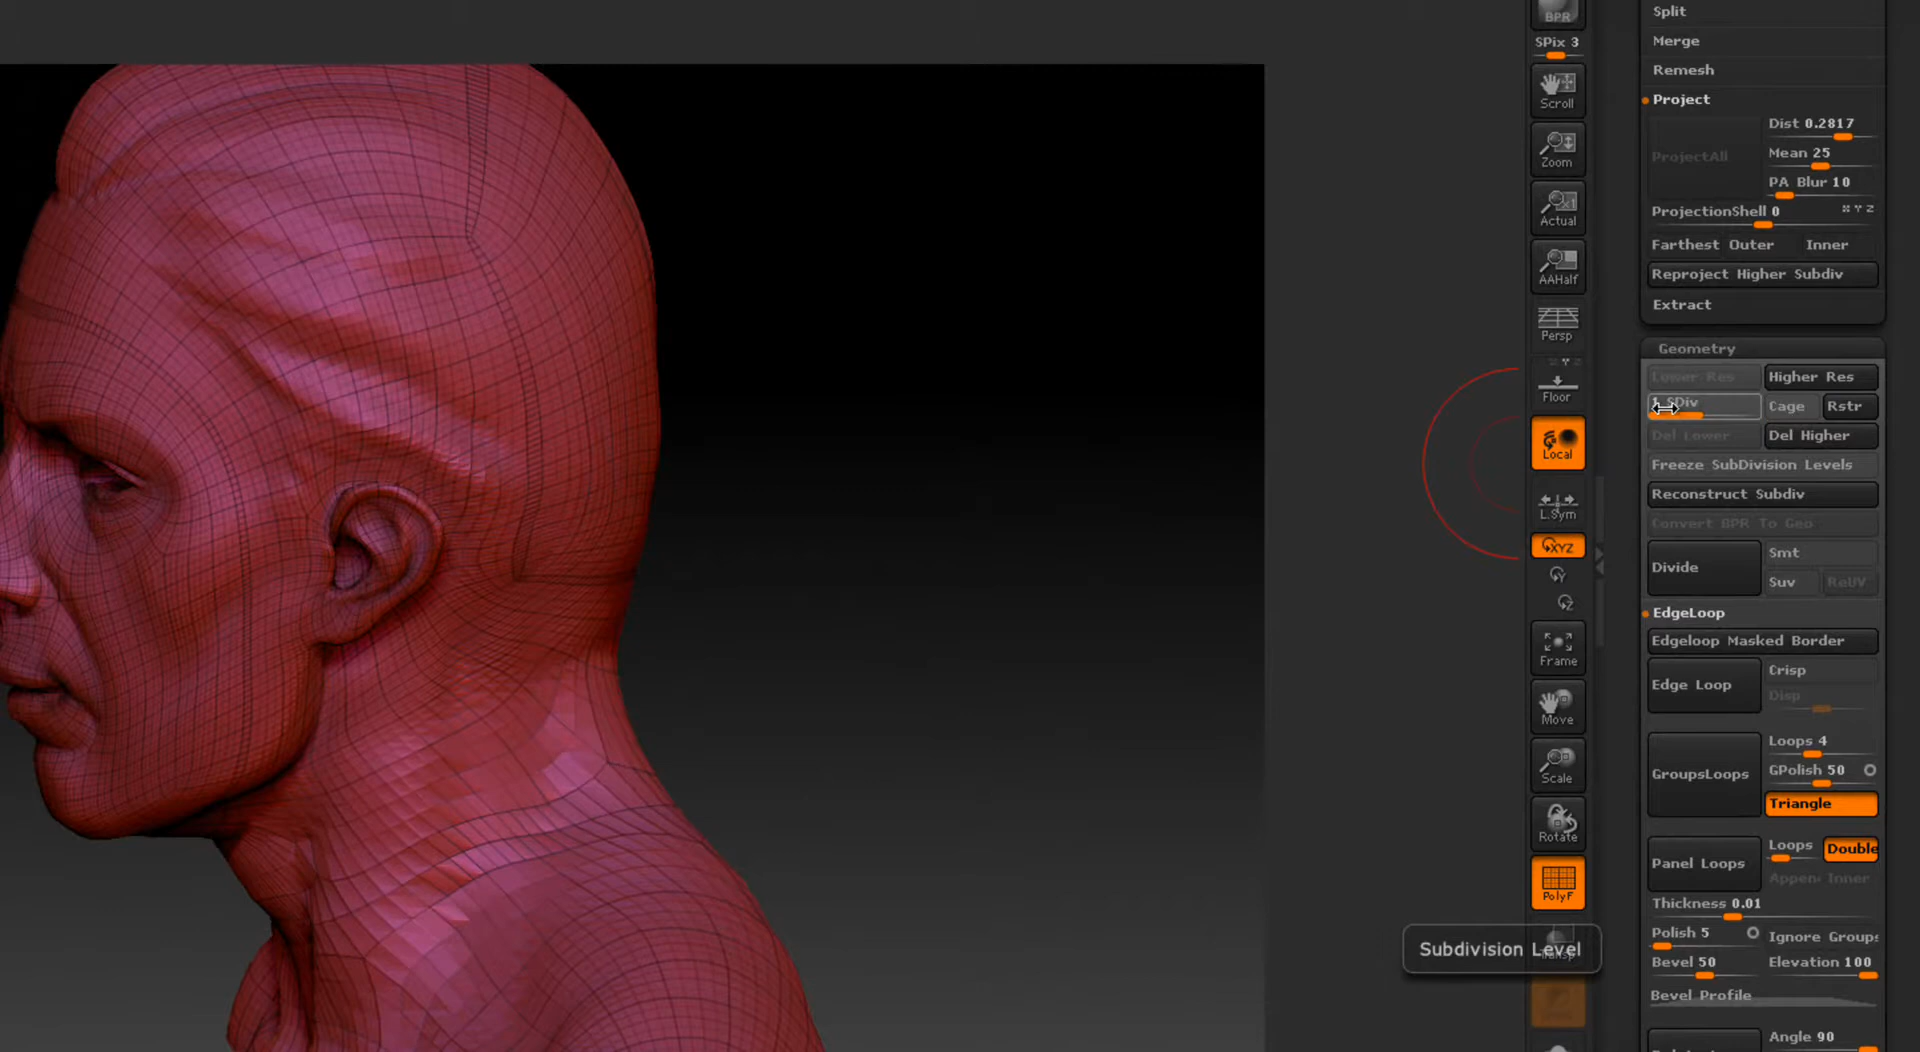 BPR
SPix 3
Scroll
Zoom
Actual
AAHalf
Persp
Floor
Local
L.Sym
XYZ
Y
Z
Frame
Move
Scale
Rotate
PolyF
Subdivision Level
Split
Merge
Remesh
Project
ProjectAll
Dist 0.2817
Mean 25
PA Blur 10
ProjectionShell 0
X Y Z
Farthest Outer Inner
Reproject Higher Subdiv
Extract
Geometry
Lower Res Higher Res
SDiv Cage Rstr
Del Lower Del Higher
Freeze SubDivision Levels
Reconstruct Subdiv
Convert BPR To Geo
Divide Smt
Suv ReUV
EdgeLoop
Edgeloop Masked Border
Edge Loop Crisp
Disp
GroupsLoops Loops 4
GPolish 50
Triangle
Panel Loops Loops Double
Appen Inner
Thickness 0.01
Polish 5 Ignore Groups
Bevel 50 Elevation 100
Bevel Profile
Angle 90